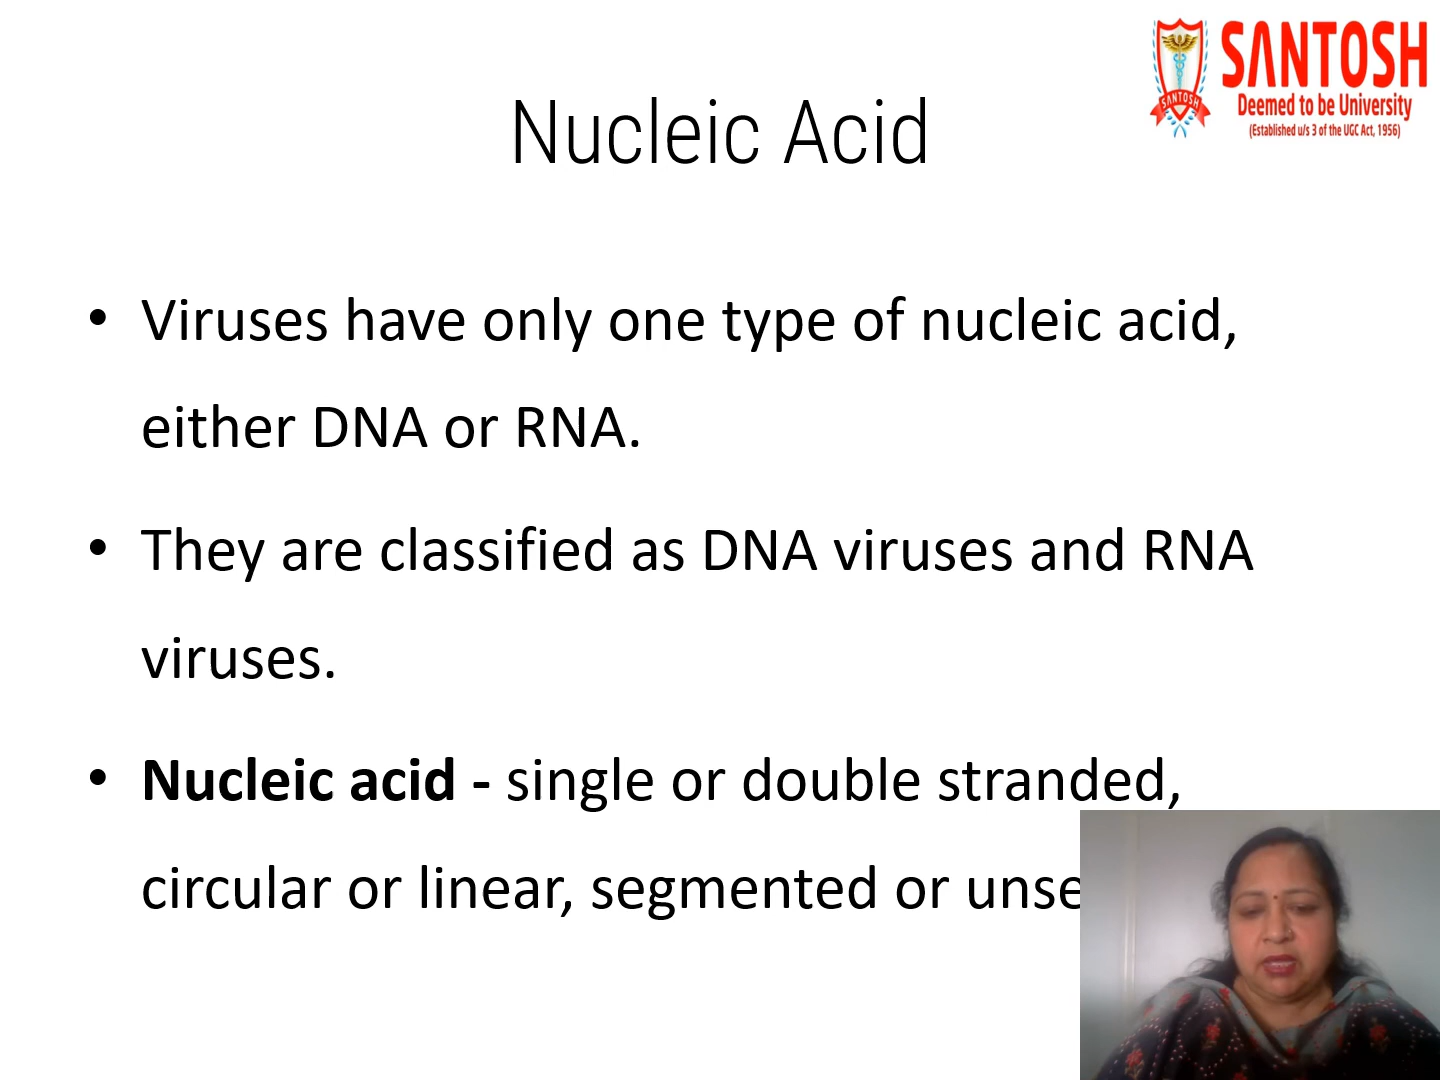 SANTOSH
Deemed to be University
(Established u/s 3 of the UGC Act, 1956)
SANTOSH
Nucleic Acid
• Viruses have only one type of nucleic acid,
either DNA or RNA.
• They are classified as DNA viruses and RNA
viruses.
• Nucleic acid - single or double stranded,
circular or linear, segmented or unse